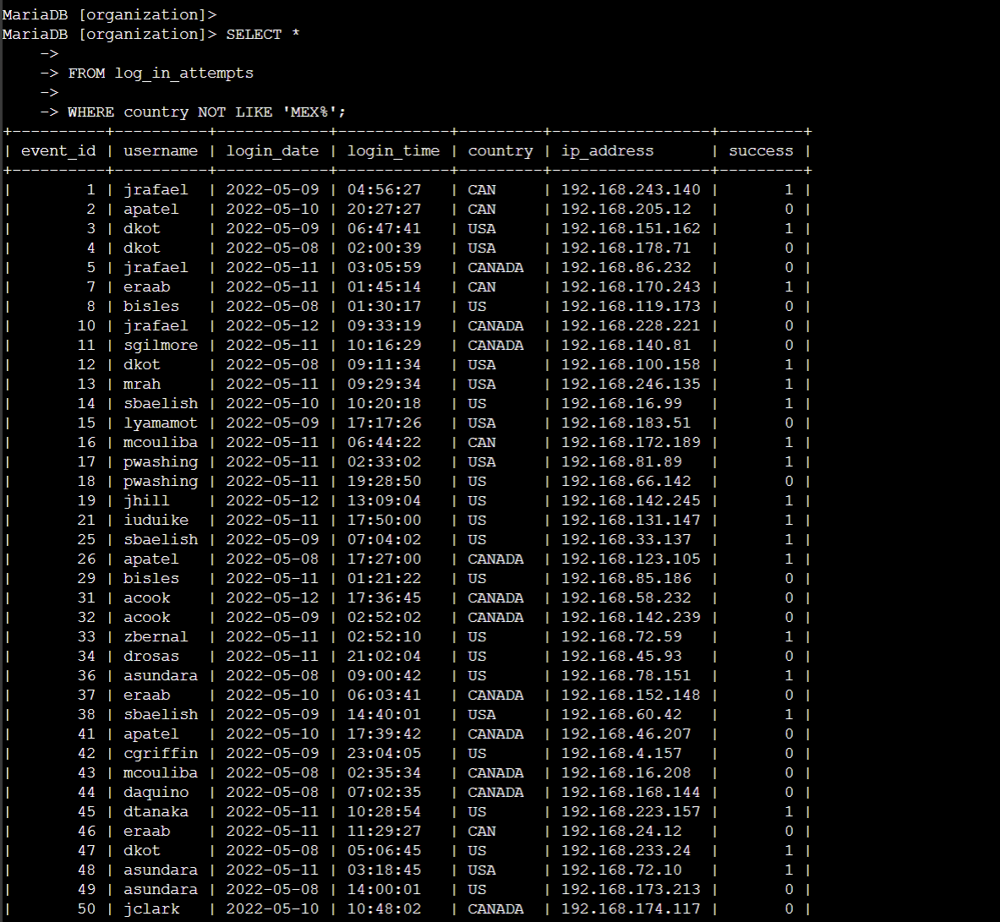 MariaDB [organization]>
MariaDB [organization]> SELECT *
    ->
    -> FROM log_in_attempts
    ->
    -> WHERE country NOT LIKE 'MEX%';
+----------+----------+------------+------------+---------+-----------------+---------+
| event_id | username | login_date | login_time | country | ip_address      | success |
+----------+----------+------------+------------+---------+-----------------+---------+
|        1 | jrafael  | 2022-05-09 | 04:56:27   | CAN     | 192.168.243.140 |       1 |
|        2 | apatel   | 2022-05-10 | 20:27:27   | CAN     | 192.168.205.12  |       0 |
|        3 | dkot     | 2022-05-09 | 06:47:41   | USA     | 192.168.151.162 |       1 |
|        4 | dkot     | 2022-05-08 | 02:00:39   | USA     | 192.168.178.71  |       0 |
|        5 | jrafael  | 2022-05-11 | 03:05:59   | CANADA  | 192.168.86.232  |       0 |
|        7 | eraab    | 2022-05-11 | 01:45:14   | CAN     | 192.168.170.243 |       1 |
|        8 | bisles   | 2022-05-08 | 01:30:17   | US      | 192.168.119.173 |       0 |
|       10 | jrafael  | 2022-05-12 | 09:33:19   | CANADA  | 192.168.228.221 |       0 |
|       11 | sgilmore | 2022-05-11 | 10:16:29   | CANADA  | 192.168.140.81  |       0 |
|       12 | dkot     | 2022-05-08 | 09:11:34   | USA     | 192.168.100.158 |       1 |
|       13 | mrah     | 2022-05-11 | 09:29:34   | USA     | 192.168.246.135 |       1 |
|       14 | sbaelish | 2022-05-10 | 10:20:18   | US      | 192.168.16.99   |       1 |
|       15 | lyamamot | 2022-05-09 | 17:17:26   | USA     | 192.168.183.51  |       0 |
|       16 | mcouliba | 2022-05-11 | 06:44:22   | CAN     | 192.168.172.189 |       1 |
|       17 | pwashing | 2022-05-11 | 02:33:02   | USA     | 192.168.81.89   |       1 |
|       18 | pwashing | 2022-05-11 | 19:28:50   | US      | 192.168.66.142  |       0 |
|       19 | jhill    | 2022-05-12 | 13:09:04   | US      | 192.168.142.245 |       1 |
|       21 | iuduike  | 2022-05-11 | 17:50:00   | US      | 192.168.131.147 |       1 |
|       25 | sbaelish | 2022-05-09 | 07:04:02   | US      | 192.168.33.137  |       1 |
|       26 | apatel   | 2022-05-08 | 17:27:00   | CANADA  | 192.168.123.105 |       1 |
|       29 | bisles   | 2022-05-11 | 01:21:22   | US      | 192.168.85.186  |       0 |
|       31 | acook    | 2022-05-12 | 17:36:45   | CANADA  | 192.168.58.232  |       0 |
|       32 | acook    | 2022-05-09 | 02:52:02   | CANADA  | 192.168.142.239 |       0 |
|       33 | zbernal  | 2022-05-11 | 02:52:10   | US      | 192.168.72.59   |       1 |
|       34 | drosas   | 2022-05-11 | 21:02:04   | US      | 192.168.45.93   |       0 |
|       36 | asundara | 2022-05-08 | 09:00:42   | US      | 192.168.78.151  |       1 |
|       37 | eraab    | 2022-05-10 | 06:03:41   | CANADA  | 192.168.152.148 |       0 |
|       38 | sbaelish | 2022-05-09 | 14:40:01   | USA     | 192.168.60.42   |       1 |
|       41 | apatel   | 2022-05-10 | 17:39:42   | CANADA  | 192.168.46.207  |       0 |
|       42 | cgriffin | 2022-05-09 | 23:04:05   | US      | 192.168.4.157   |       0 |
|       43 | mcouliba | 2022-05-08 | 02:35:34   | CANADA  | 192.168.16.208  |       0 |
|       44 | daquino  | 2022-05-08 | 07:02:35   | CANADA  | 192.168.168.144 |       0 |
|       45 | dtanaka  | 2022-05-11 | 10:28:54   | US      | 192.168.223.157 |       1 |
|       46 | eraab    | 2022-05-11 | 11:29:27   | CAN     | 192.168.24.12   |       0 |
|       47 | dkot     | 2022-05-08 | 05:06:45   | US      | 192.168.233.24  |       1 |
|       48 | asundara | 2022-05-11 | 03:18:45   | USA     | 192.168.72.10   |       1 |
|       49 | asundara | 2022-05-08 | 14:00:01   | US      | 192.168.173.213 |       0 |
|       50 | jclark   | 2022-05-10 | 10:48:02   | CANADA  | 192.168.174.117 |       0 |